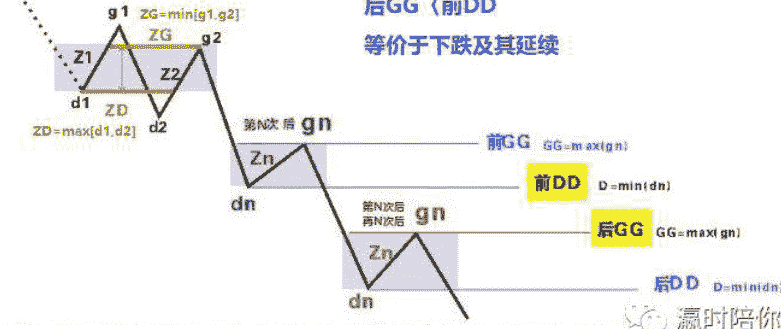 后GG〈前DD
等价于下跌及其延续
g1
ZG=min[g1,g2]
ZG
g2
Z1
Z2
d1
ZD
d2
ZD=max[d1,d2]
第N次 后 gn
Zn
dn
前GG GG=max(gn)
前DD D=min(dn)
第N次后
再N次后
gn
Zn
dn
后GG GG=max(gn)
后DD D=min(dn)
瀛时陪你